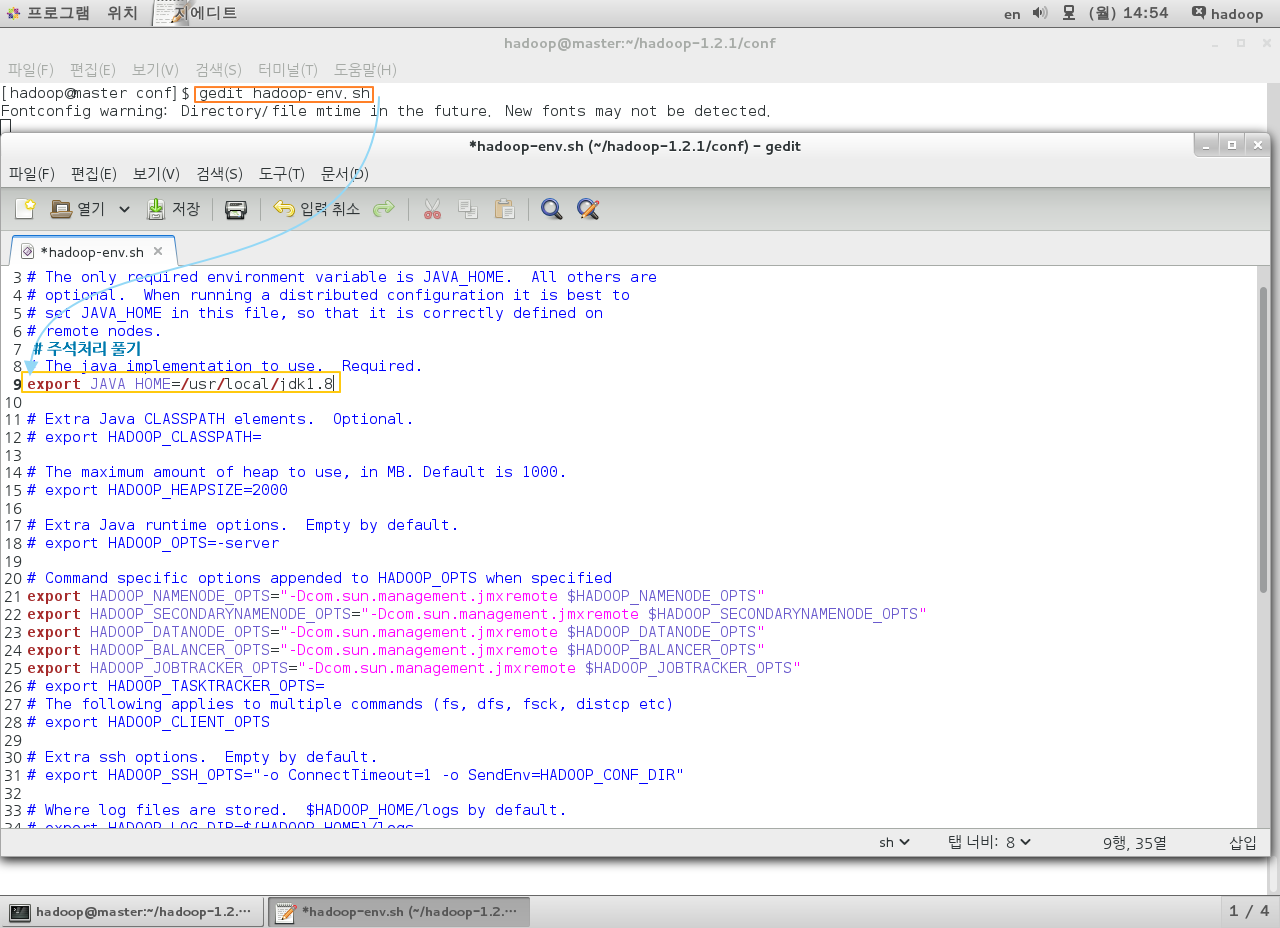 프로그램 위치 지에디트 en (월) 14:54 hadoop
hadoop@master:~/hadoop-1.2.1/conf
파일(F) 편집(E) 보기(V) 검색(S) 터미널(T) 도움말(H)
[hadoop@master conf]$ gedit hadoop-env.sh
Fontconfig warning: Directory/file mtime in the future. New fonts may not be detected.
*hadoop-env.sh (~/hadoop-1.2.1/conf) - gedit
파일(F) 편집(E) 보기(V) 검색(S) 도구(T) 문서(D)
열기 저장 입력 취소
*hadoop-env.sh
3 # The only required environment variable is JAVA_HOME.  All others are
4 # optional.  When running a distributed configuration it is best to
5 # set JAVA_HOME in this file, so that it is correctly defined on
6 # remote nodes.
7 # 주석처리 풀기
8 # The java implementation to use.  Required.
9 export JAVA_HOME=/usr/local/jdk1.8
10
11 # Extra Java CLASSPATH elements.  Optional.
12 # export HADOOP_CLASSPATH=
13
14 # The maximum amount of heap to use, in MB. Default is 1000.
15 # export HADOOP_HEAPSIZE=2000
16
17 # Extra Java runtime options.  Empty by default.
18 # export HADOOP_OPTS=-server
19
20 # Command specific options appended to HADOOP_OPTS when specified
21 export HADOOP_NAMENODE_OPTS="-Dcom.sun.management.jmxremote $HADOOP_NAMENODE_OPTS"
22 export HADOOP_SECONDARYNAMENODE_OPTS="-Dcom.sun.management.jmxremote $HADOOP_SECONDARYNAMENODE_OPTS"
23 export HADOOP_DATANODE_OPTS="-Dcom.sun.management.jmxremote $HADOOP_DATANODE_OPTS"
24 export HADOOP_BALANCER_OPTS="-Dcom.sun.management.jmxremote $HADOOP_BALANCER_OPTS"
25 export HADOOP_JOBTRACKER_OPTS="-Dcom.sun.management.jmxremote $HADOOP_JOBTRACKER_OPTS"
26 # export HADOOP_TASKTRACKER_OPTS=
27 # The following applies to multiple commands (fs, dfs, fsck, distcp etc)
28 # export HADOOP_CLIENT_OPTS
29
30 # Extra ssh options.  Empty by default.
31 # export HADOOP_SSH_OPTS="-o ConnectTimeout=1 -o SendEnv=HADOOP_CONF_DIR"
32
33 # Where log files are stored.  $HADOOP_HOME/logs by default.
34 # export HADOOP_LOG_DIR=${HADOOP_HOME}/logs
sh 탭 너비: 8 9행, 35열 삽입
hadoop@master:~/hadoop-1.2.… *hadoop-env.sh (~/hadoop-1.2.… 1 / 4